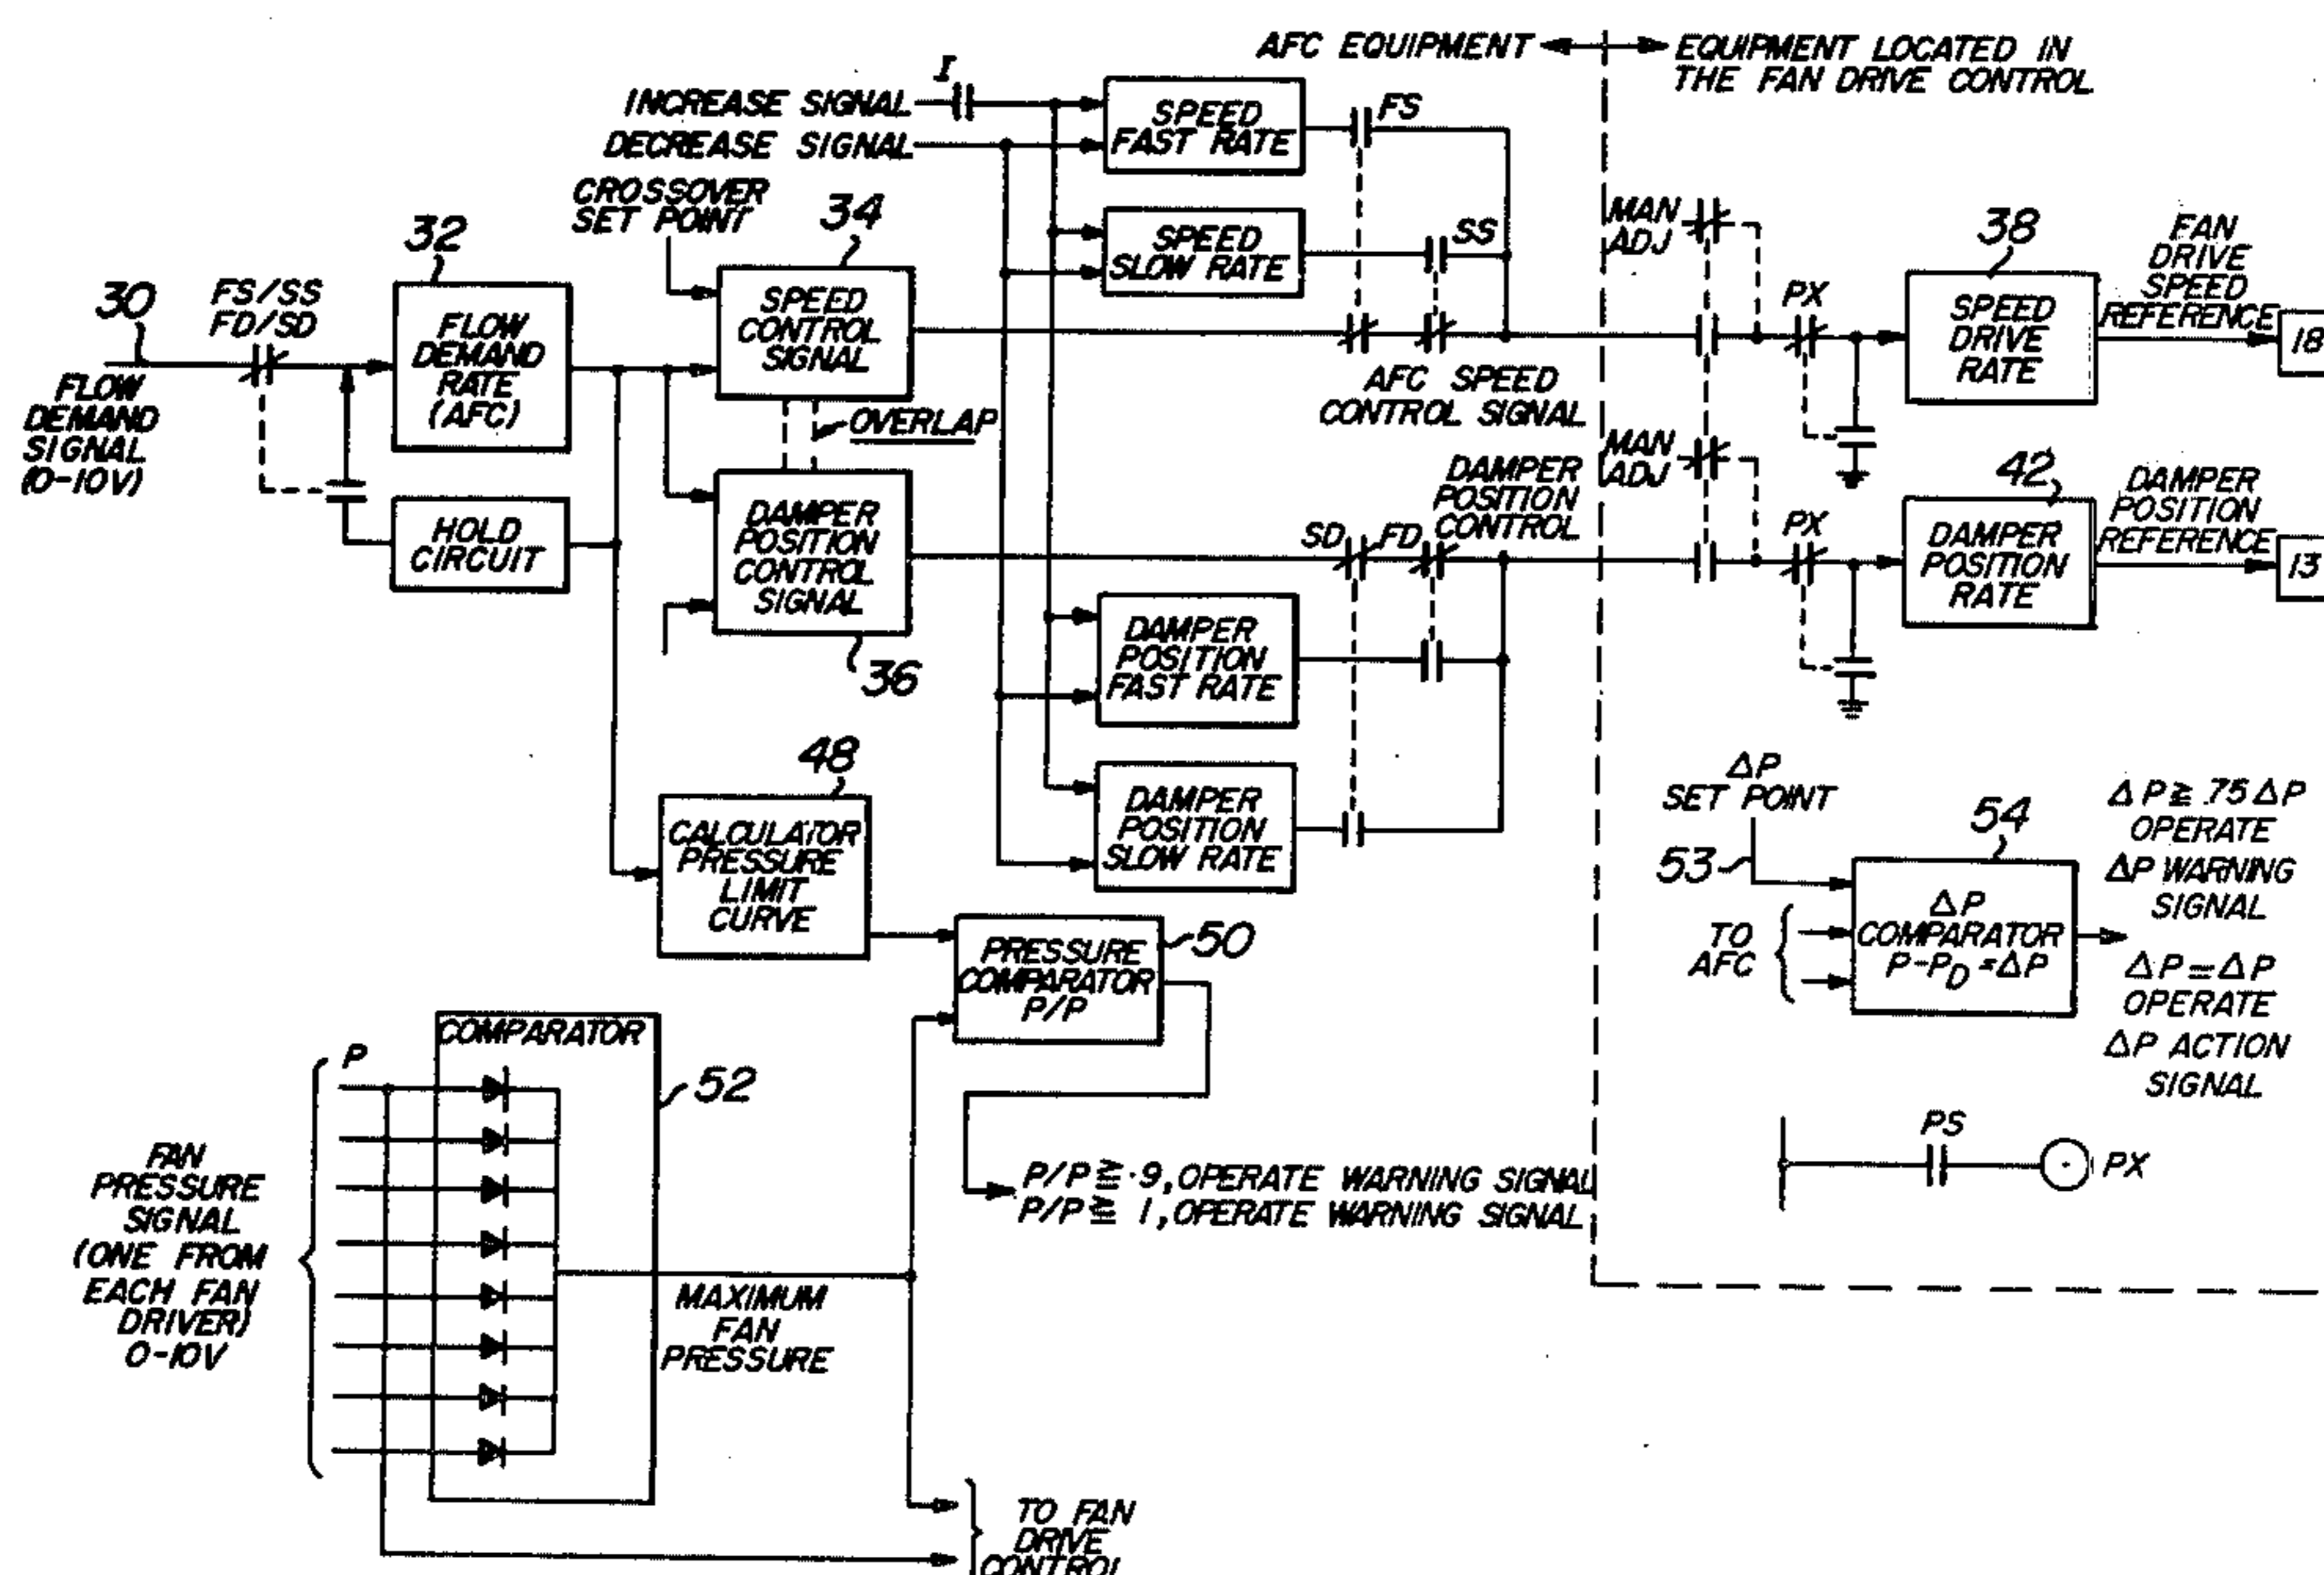 AFC EQUIPMENT
EQUIPMENT LOCATED IN
THE FAN DRIVE CONTROL
I
INCREASE SIGNAL
DECREASE SIGNAL
CROSSOVER
SET POINT
SPEED
FAST RATE
FS
SPEED
SLOW RATE
SS
30
FS/SS
FD/SD
32
FLOW
DEMAND
RATE
(AFC)
34
SPEED
CONTROL
SIGNAL
FLOW
DEMAND
SIGNAL
(0-10V)
OVERLAP
HOLD
CIRCUIT
DAMPER
POSITION
CONTROL
SIGNAL
36
AFC SPEED
CONTROL SIGNAL
DAMPER
POSITION
CONTROL
SD
FD
DAMPER
POSITION
FAST RATE
DAMPER
POSITION
SLOW RATE
MAN
ADJ
PX
38
SPEED
DRIVE
RATE
FAN
DRIVE
SPEED
REFERENCE
18
MAN
ADJ
PX
42
DAMPER
POSITION
RATE
DAMPER
POSITION
REFERENCE
13
48
CALCULATOR
PRESSURE
LIMIT
CURVE
50
PRESSURE
COMPARATOR
P/P
ΔP
SET POINT
53
54
TO
AFC
ΔP
COMPARATOR
P-PD=ΔP
ΔP≧.75ΔP
OPERATE
ΔP WARNING
SIGNAL
ΔP=ΔP
OPERATE
ΔP ACTION
SIGNAL
PS
PX
P
COMPARATOR
52
FAN
PRESSURE
SIGNAL
(ONE FROM
EACH FAN
DRIVER)
0-10V
MAXIMUM
FAN
PRESSURE
P/P≧.9, OPERATE WARNING SIGNAL
P/P≧ 1, OPERATE WARNING SIGNAL
TO FAN
DRIVE
CONTROL